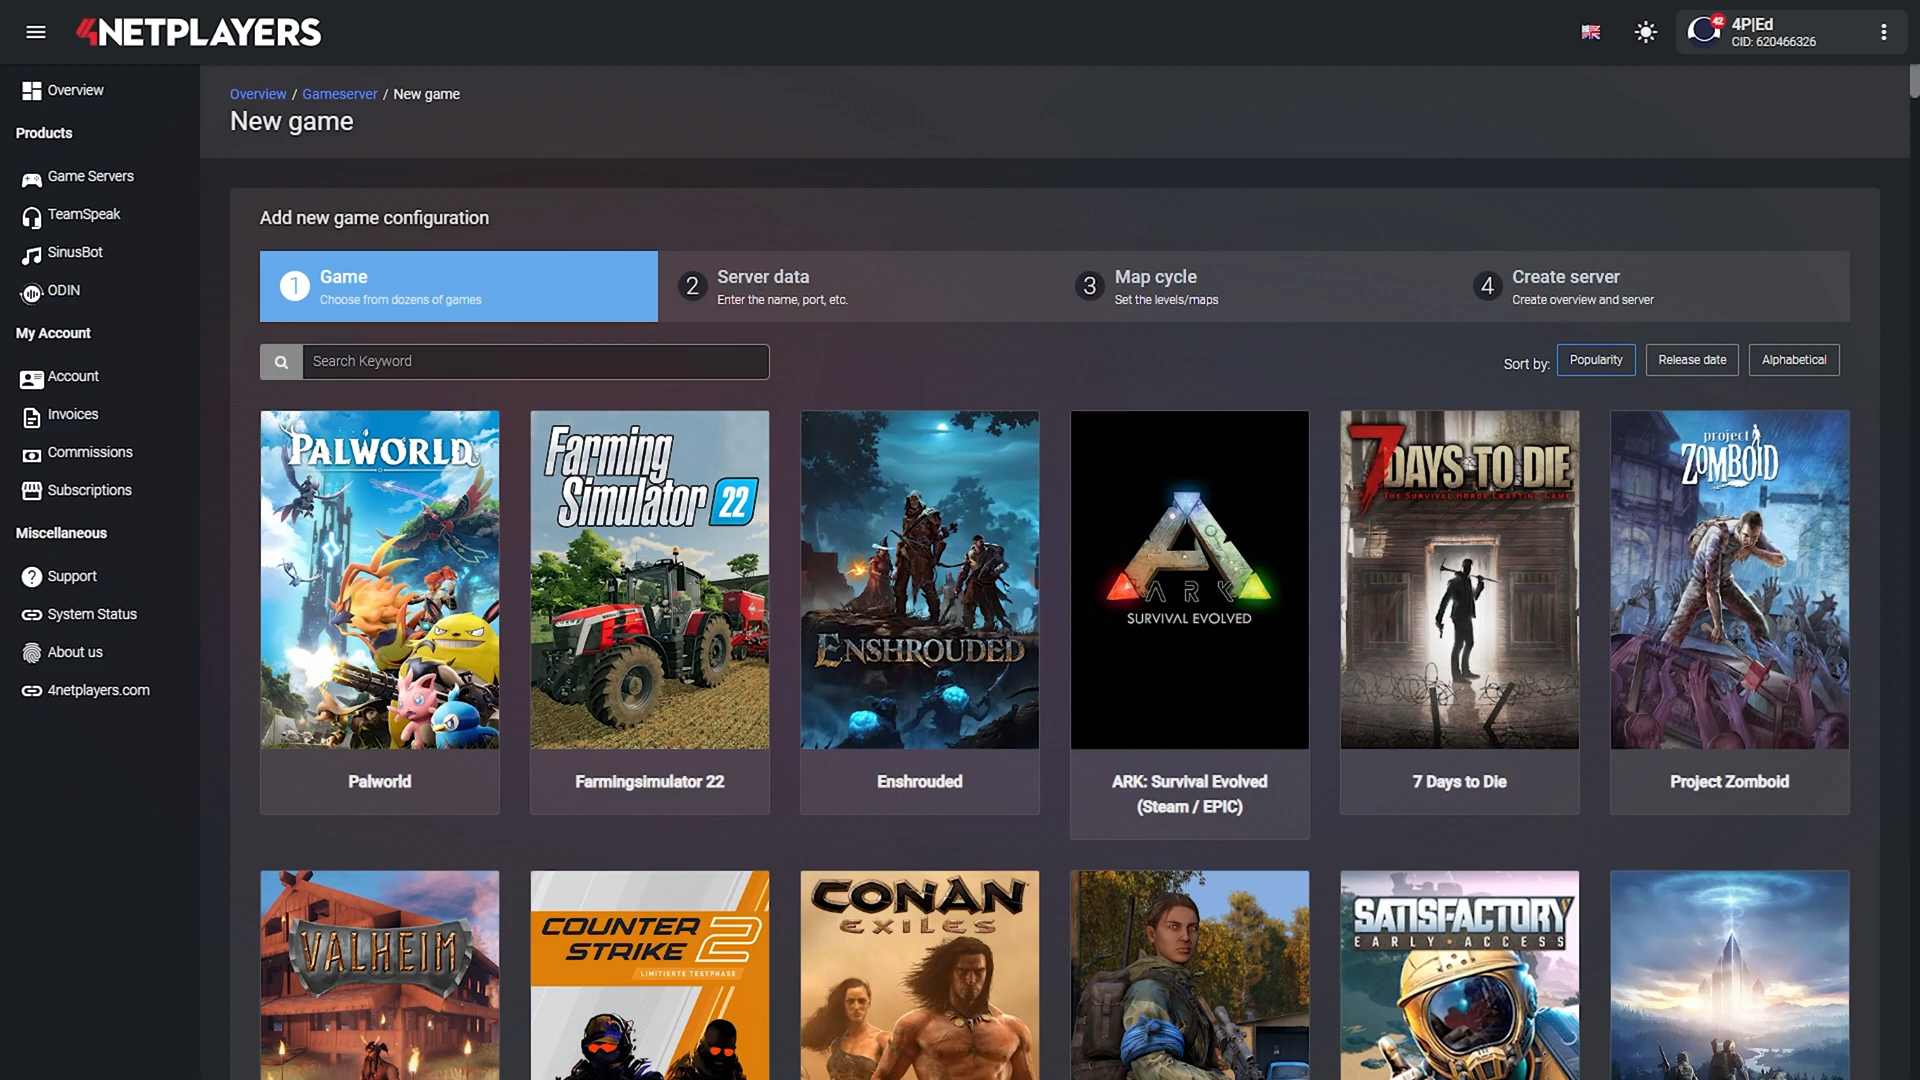 4NETPLAYERS
42
4P|Ed
CID: 620466326
Overview
Products
Game Servers
TeamSpeak
SinusBot
ODIN
My Account
Account
Invoices
Commissions
Subscriptions
Miscellaneous
Support
System Status
About us
4netplayers.com
Overview / Gameserver / New game
New game
Add new game configuration
1 Game
Choose from dozens of games
2 Server data
Enter the name, port, etc.
3 Map cycle
Set the levels/maps
4 Create server
Create overview and server
Search Keyword
Sort by: Popularity Release date Alphabetical
PALWORLD
Farming
Simulator 22
ENSHROUDED
ARK
SURVIVAL EVOLVED
7 DAYS TO DIE
THE SURVIVAL HORDE CRAFTING GAME
project
ZOMBOID
Palworld
Farmingsimulator 22
Enshrouded
ARK: Survival Evolved
(Steam / EPIC)
7 Days to Die
Project Zomboid
VALHEIM
COUNTER
STRIKE 2
LIMITIERTE TESTPHASE
CONAN
EXILES
SATISFACTORY
EARLY • ACCESS